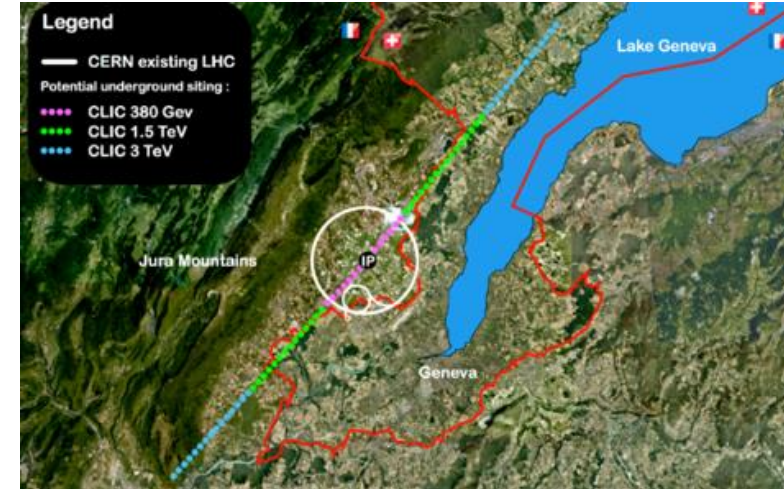 Legend
CERN existing LHC
Potential underground siting :
CLIC 380 Gev
CLIC 1.5 TeV
CLIC 3 TeV
Lake Geneva
Jura Mountains
IP
Geneva